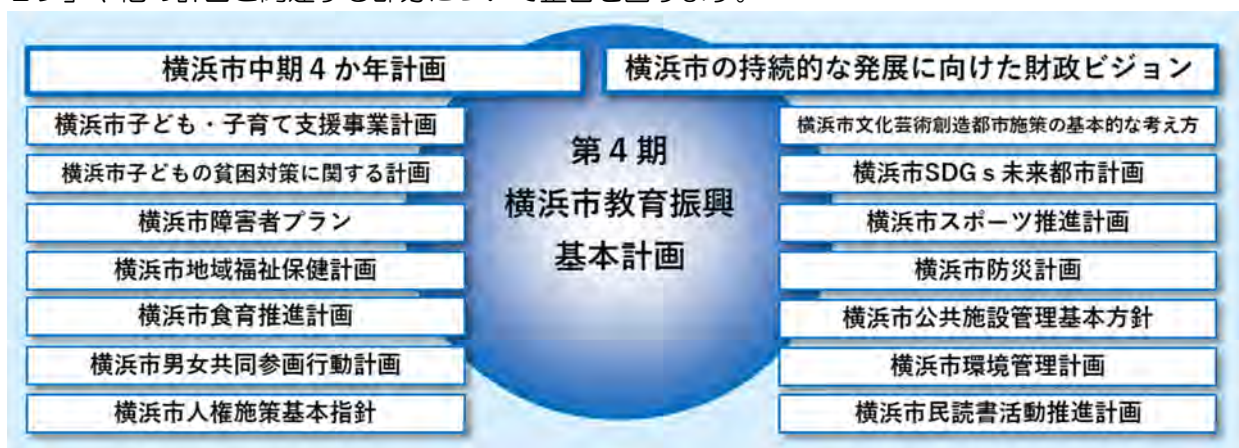 横浜市中期４か年計画
横浜市の持続的な発展に向けた財政ビジョン
横浜市子ども・子育て支援事業計画
横浜市子どもの貧困対策に関する計画
横浜市障害者プラン
横浜市地域福祉保健計画
横浜市食育推進計画
横浜市男女共同参画行動計画
横浜市人権施策基本指針
第４期
横浜市教育振興
基本計画
横浜市文化芸術創造都市施策の基本的な考え方
横浜市SDGｓ未来都市計画
横浜市スポーツ推進計画
横浜市防災計画
横浜市公共施設管理基本方針
横浜市環境管理計画
横浜市民読書活動推進計画